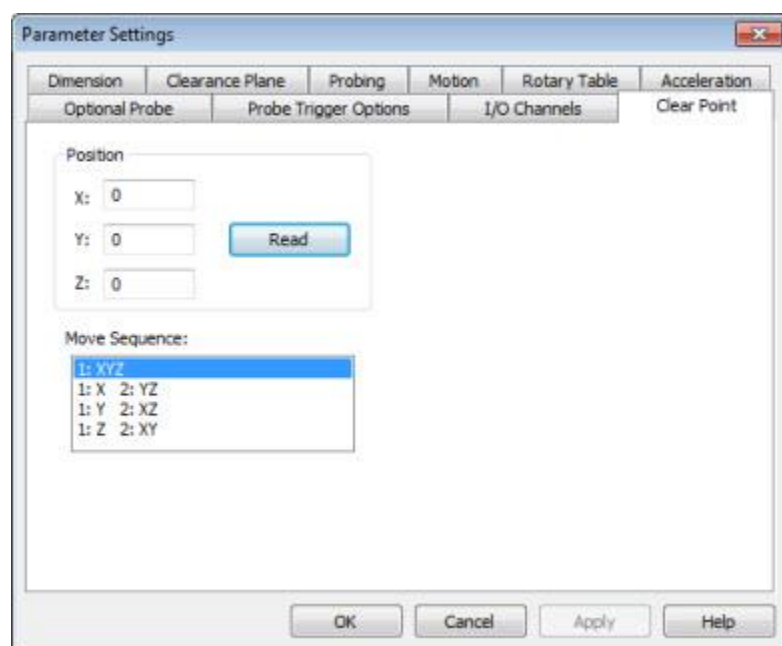 Parameter Settings
Dimension Clearance Plane Probing Motion Rotary Table Acceleration
Optional Probe Probe Trigger Options I/O Channels Clear Point
Position
X: 0
Y: 0 Read
Z: 0
Move Sequence:
1: XYZ
1: X 2: YZ
1: Y 2: XZ
1: Z 2: XY
OK Cancel Apply Help